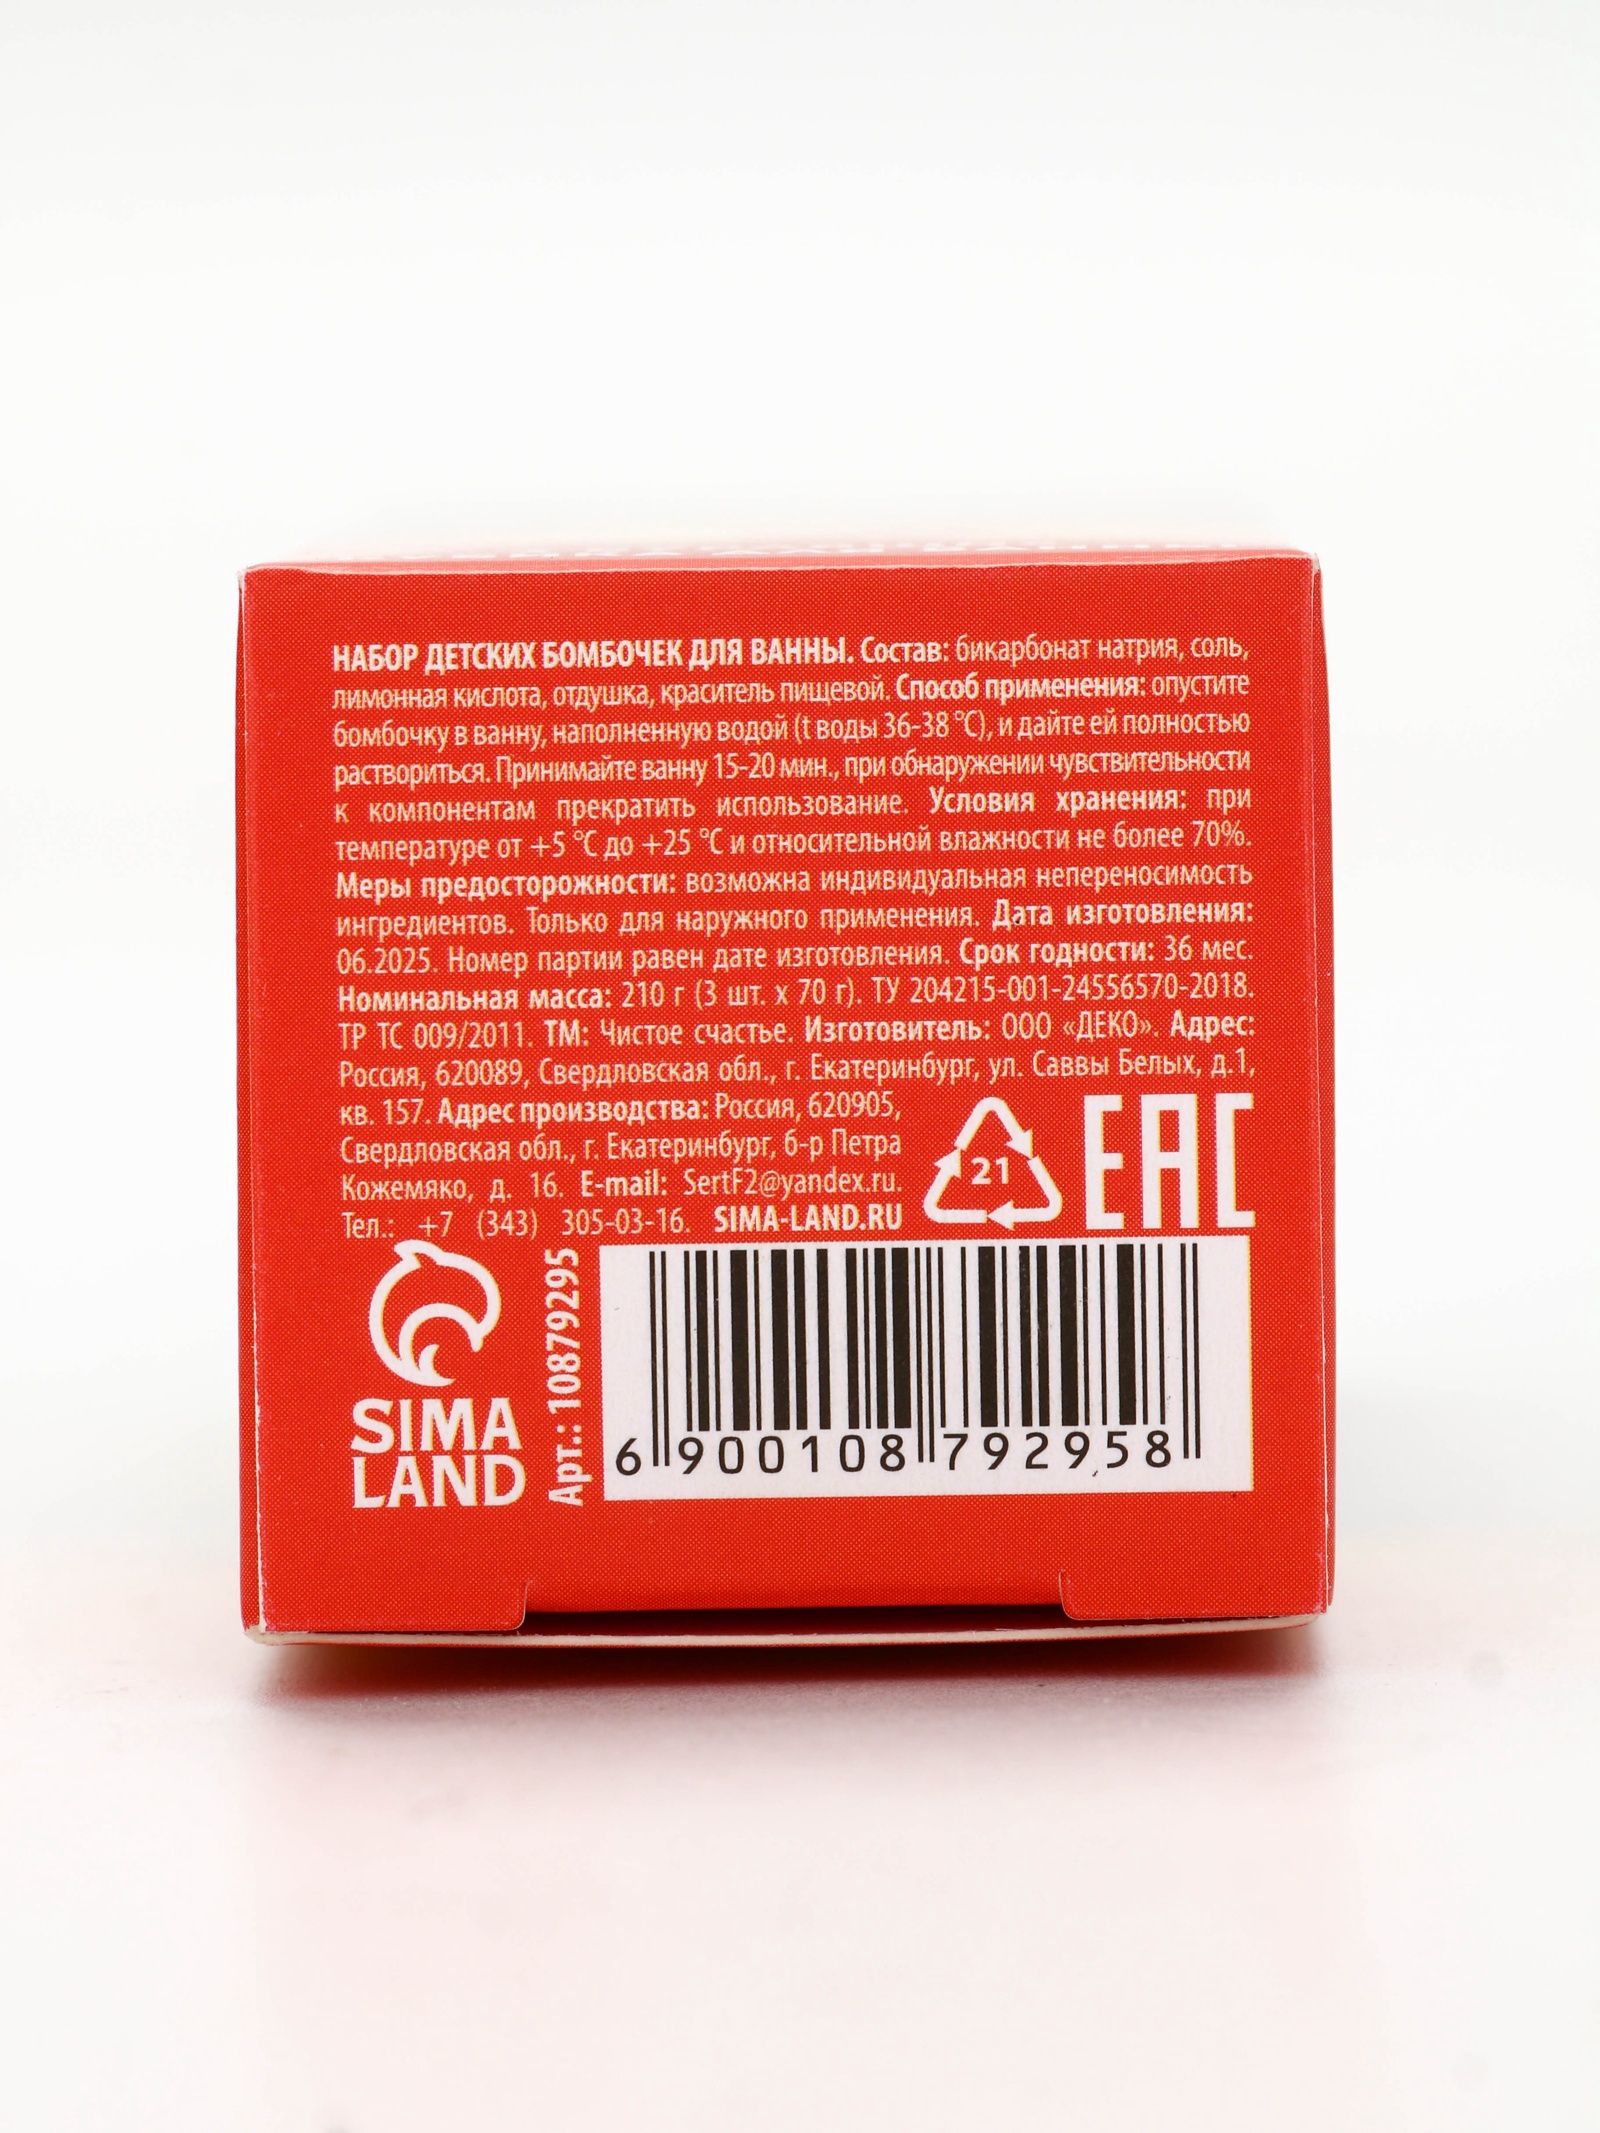 НАБОР ДЕТСКИХ БОМБОЧЕК ДЛЯ ВАННЫ. Состав: бикарбонат натрия, соль,
лимонная кислота, отдушка, краситель пищевой. Способ применения: опустите
бомбочку в ванну, наполненную водой (t воды 36-38 °C), и дайте ей полностью
раствориться. Принимайте ванну 15-20 мин., при обнаружении чувствительности
к компонентам прекратить использование. Условия хранения: при
температуре от +5 °C до +25 °C и относительной влажности не более 70%.
Меры предосторожности: возможна индивидуальная непереносимость
ингредиентов. Только для наружного применения. Дата изготовления:
06.2025. Номер партии равен дате изготовления. Срок годности: 36 мес.
Номинальная масса: 210 г (3 шт. х 70 г). ТУ 204215-001-24556570-2018.
ТР ТС 009/2011. ТМ: Чистое счастье. Изготовитель: ООО «ДЕКО». Адрес:
Россия, 620089, Свердловская обл., г. Екатеринбург, ул. Саввы Белых, д.1,
кв. 157. Адрес производства: Россия, 620905,
Свердловская обл., г. Екатеринбург, б-р Петра
Кожемяко, д. 16. E-mail: SertF2@yandex.ru.
Тел.: +7 (343) 305-03-16. SIMA-LAND.RU
21
EAC
SIMA
LAND
Арт.: 10879295
6 900108 792958